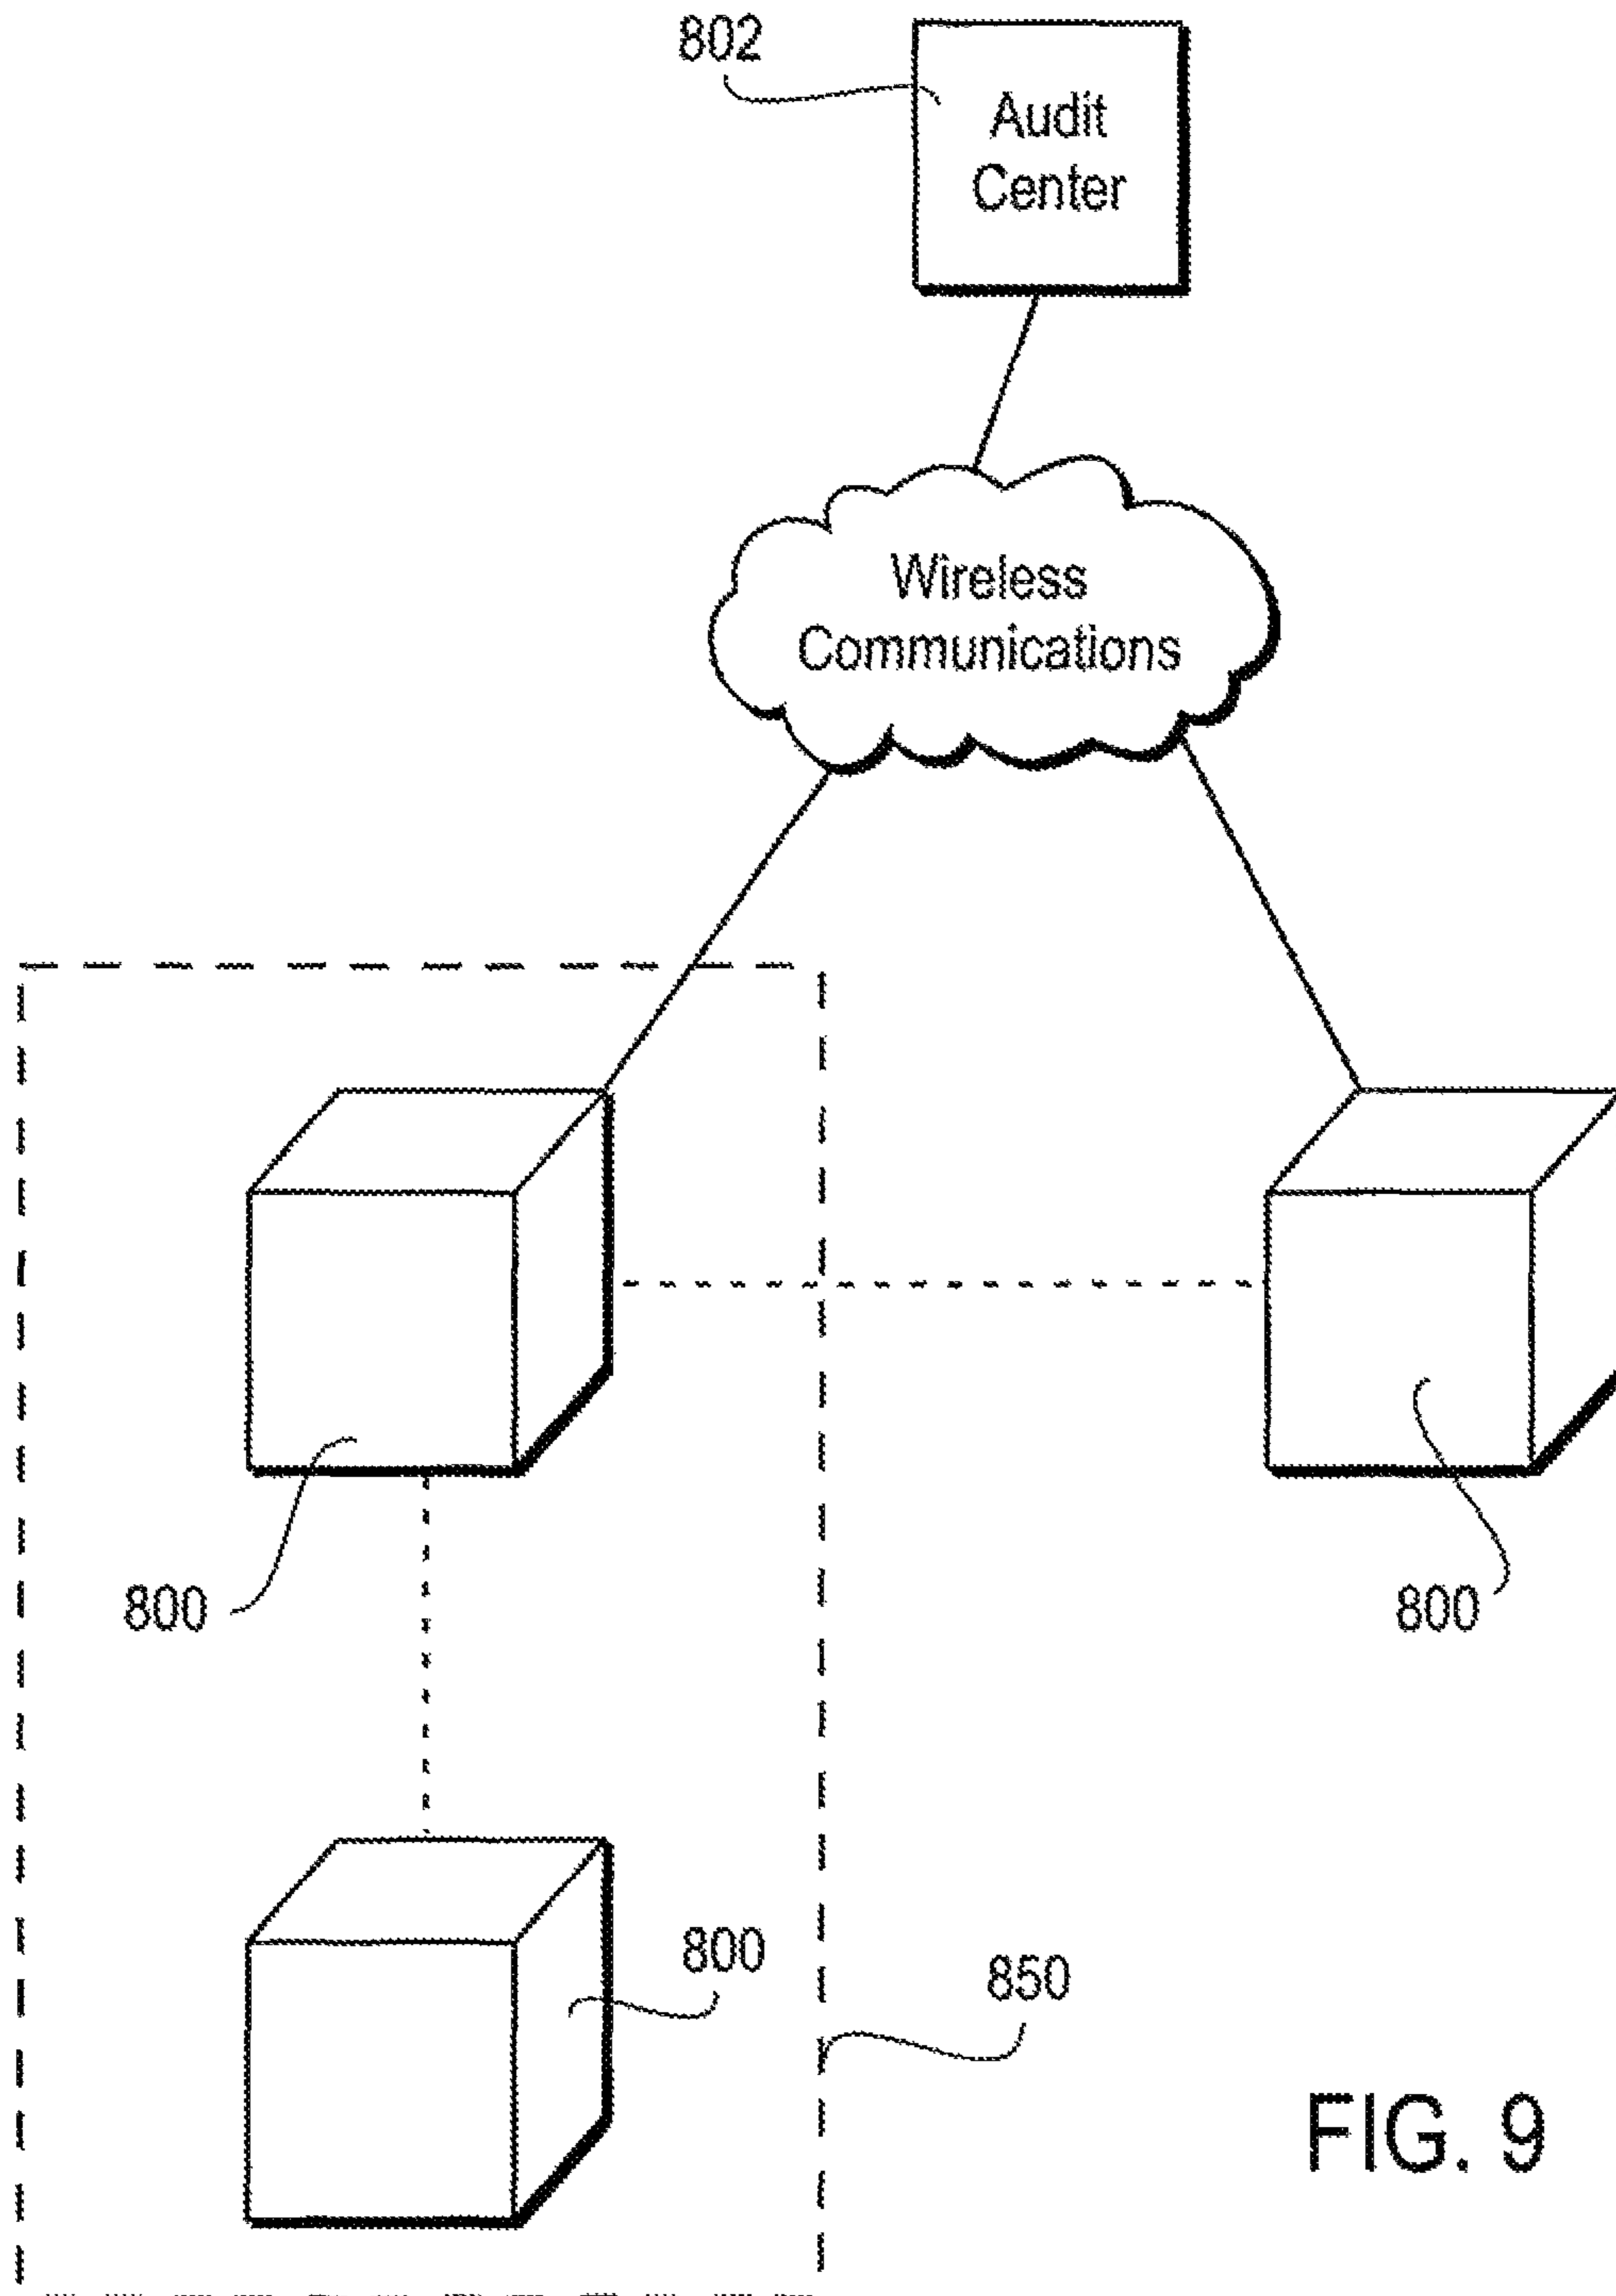 802
Audit
Center
Wireless
Communications
800
800
800
850
FIG. 9